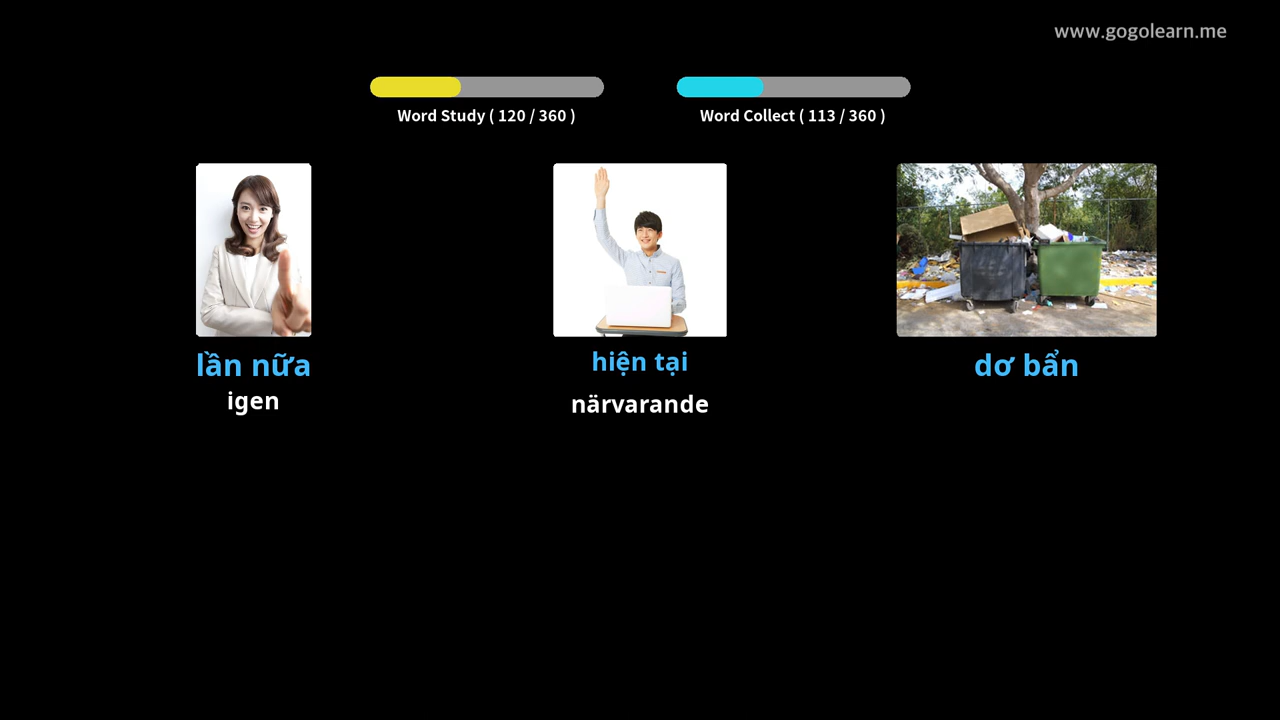 www.gogolearn.me
Word Study ( 120 / 360 )
Word Collect ( 113 / 360 )
lần nữa
igen
hiện tại
närvarande
dơ bẩn